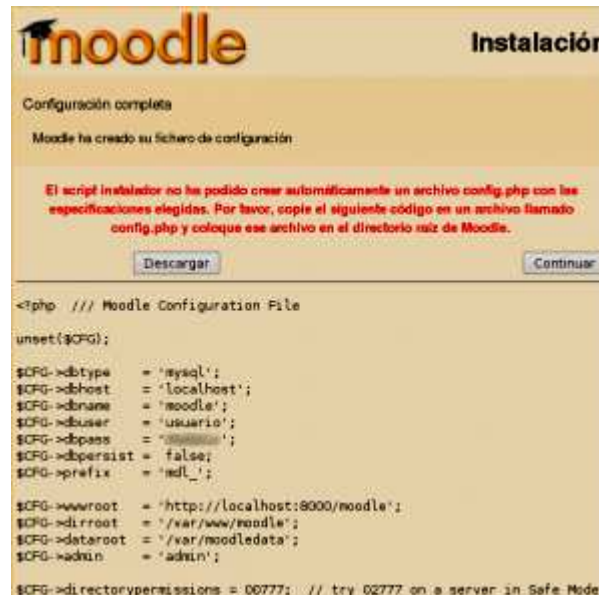 moodle
Instalación
Configuración completa
Moodle ha creado su fichero de configuración
El script instalador no ha podido crear automáticamente un archivo config.php con las
especificaciones elegidas. Por favor, copie el siguiente código en un archivo llamado
config.php y coloque ese archivo en el directorio raíz de Moodle.
Descargar
Continuar
<?php /// Moodle Configuration File
unset($CFG);
$CFG->dbtype = 'mysql';
$CFG->dbhost = 'localhost';
$CFG->dbname = 'moodle';
$CFG->dbuser = 'usuario';
$CFG->dbpass = ' ';
$CFG->dbpersist = false;
$CFG->prefix = 'mdl_';
$CFG->wwwroot = 'http://localhost:8000/moodle';
$CFG->dirroot = '/var/www/moodle';
$CFG->dataroot = '/var/moodledata';
$CFG->admin = 'admin';
$CFG->directorypermissions = 00777; // try 02777 on a server in Safe Mode